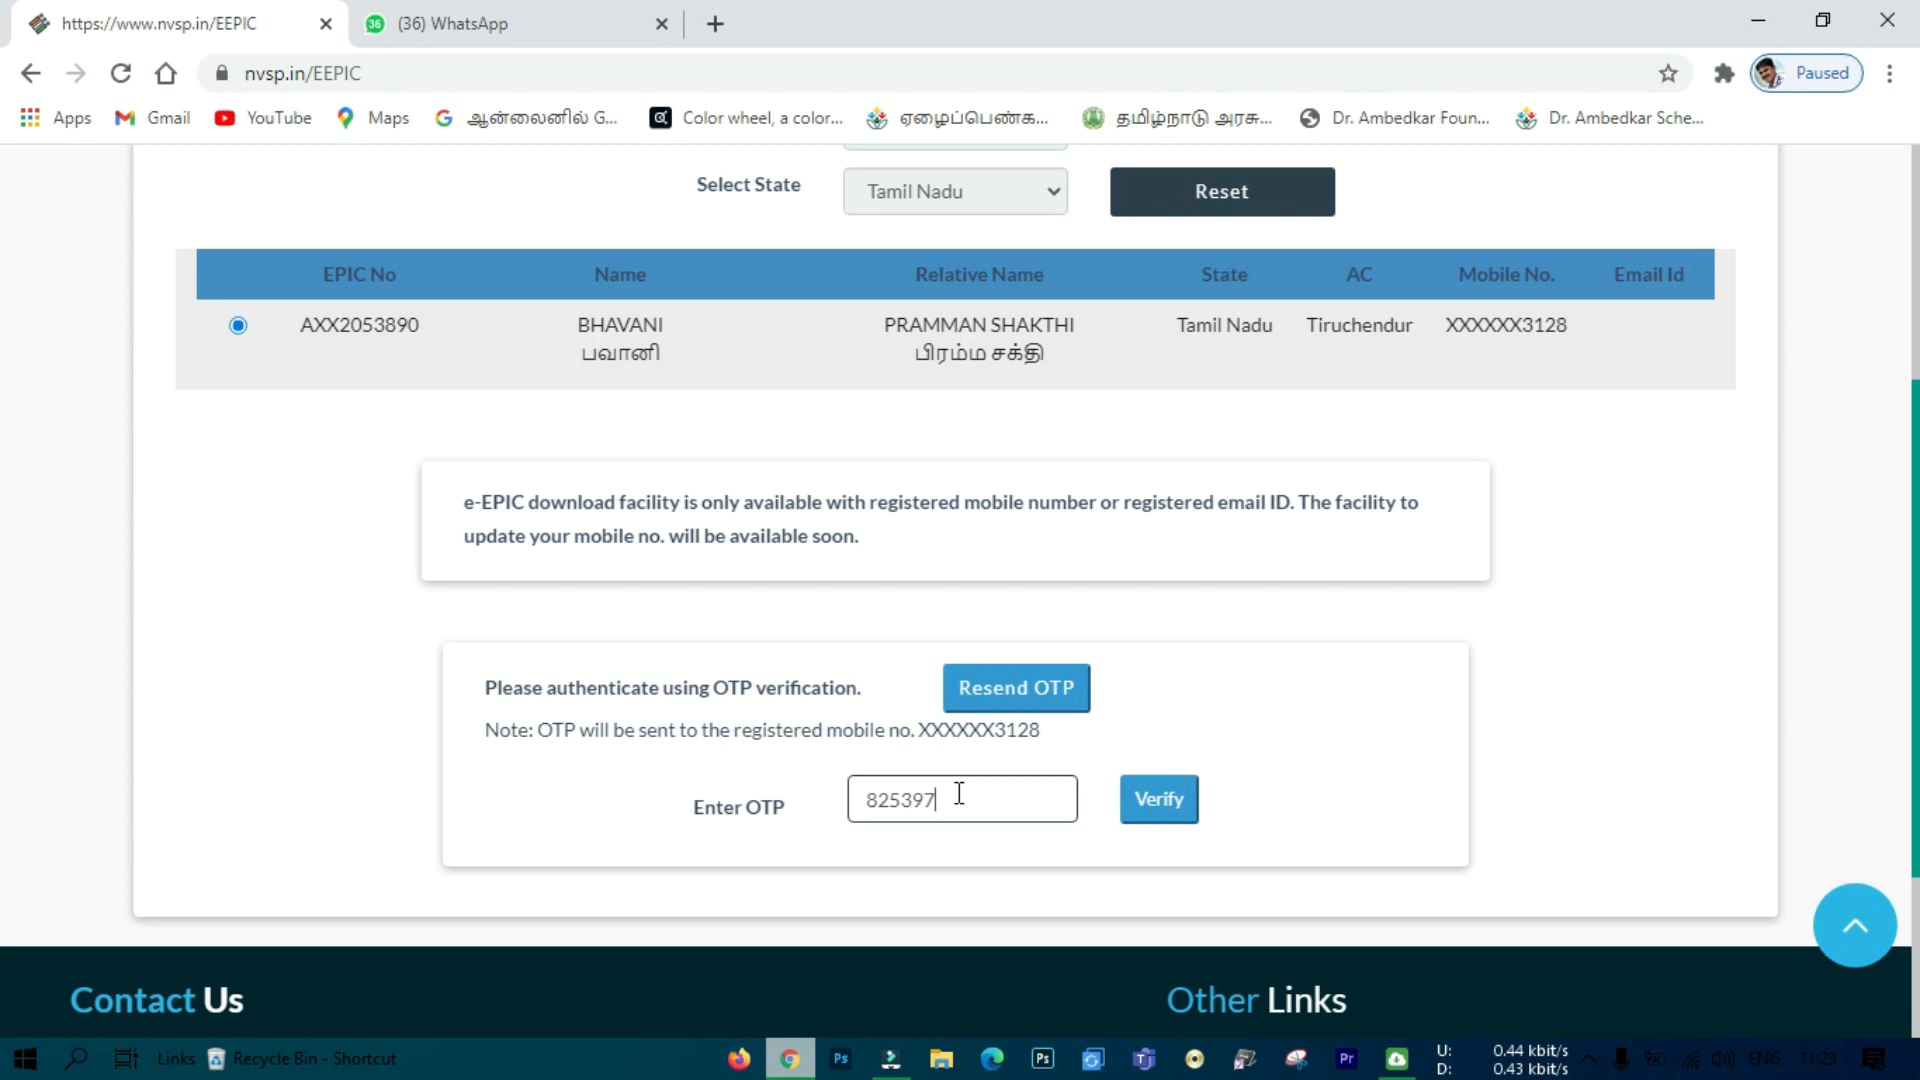 https://www.nvsp.in/EEPIC
(36) WhatsApp
nvsp.in/EEPIC
Paused
Apps
Gmail
YouTube
Maps
ஆன்லைனில் G...
Color wheel, a color...
ஏழைப்பெண்க...
தமிழ்நாடு அரசு...
Dr. Ambedkar Foun...
Dr. Ambedkar Sche...
Select State
Tamil Nadu
Reset
EPIC No Name Relative Name State AC Mobile No. Email Id
AXX2053890 BHAVANI PRAMMAN SHAKTHI Tamil Nadu Tiruchendur XXXXXX3128
பவானி பிரம்ம சக்தி
e-EPIC download facility is only available with registered mobile number or registered email ID. The facility to
update your mobile no. will be available soon.
Please authenticate using OTP verification.
Resend OTP
Note: OTP will be sent to the registered mobile no. XXXXXX3128
Enter OTP
825397
Verify
Contact Us
Other Links
Links
Recycle Bin - Shortcut
U: 0.44 kbit/s
D: 0.43 kbit/s
ENG
11:23